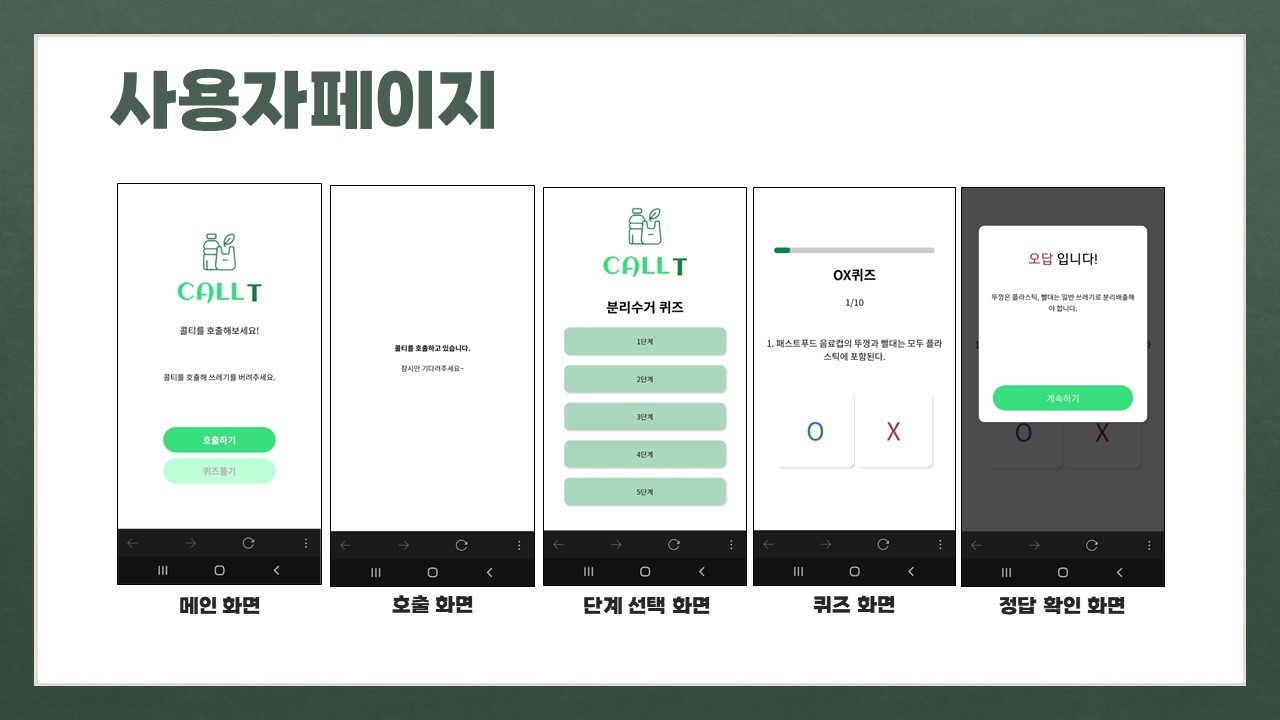 사용자페이지
CALLT
콜티를 호출해보세요!
콜티를 호출해 쓰레기를 버려주세요.
호출하기
퀴즈풀기
메인 화면
콜티를 호출하고 있습니다.
잠시만 기다려주세요~
호출 화면
CALLT
분리수거 퀴즈
1단계
2단계
3단계
4단계
5단계
단계 선택 화면
OX퀴즈
1/10
1. 패스트푸드 음료컵의 뚜껑과 빨대는 모두 플라
스틱에 포함된다.
O X
퀴즈 화면
오답 입니다!
뚜껑은 플라스틱, 빨대는 일반 쓰레기로 분리배출해
야 합니다.
계속하기
O X
정답 확인 화면